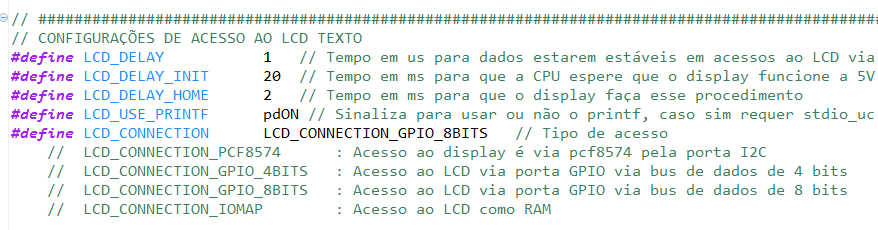 // ##############################################################################
// CONFIGURAÇÕES DE ACESSO AO LCD TEXTO
#define LCD_DELAY 1 // Tempo em us para dados estarem estáveis em acessos ao LCD via
#define LCD_DELAY_INIT 20 // Tempo em ms para que a CPU espere que o display funcione a 5V
#define LCD_DELAY_HOME 2 // Tempo em ms para que o display faça esse procedimento
#define LCD_USE_PRINTF pdON // Sinaliza para usar ou não o printf, caso sim requer stdio_uc
#define LCD_CONNECTION LCD_CONNECTION_GPIO_8BITS // Tipo de acesso
// LCD_CONNECTION_PCF8574 : Acesso ao display é via pcf8574 pela porta I2C
// LCD_CONNECTION_GPIO_4BITS : Acesso ao LCD via porta GPIO via bus de dados de 4 bits
// LCD_CONNECTION_GPIO_8BITS : Acesso ao LCD via porta GPIO via bus de dados de 8 bits
// LCD_CONNECTION_IOMAP : Acesso ao LCD como RAM